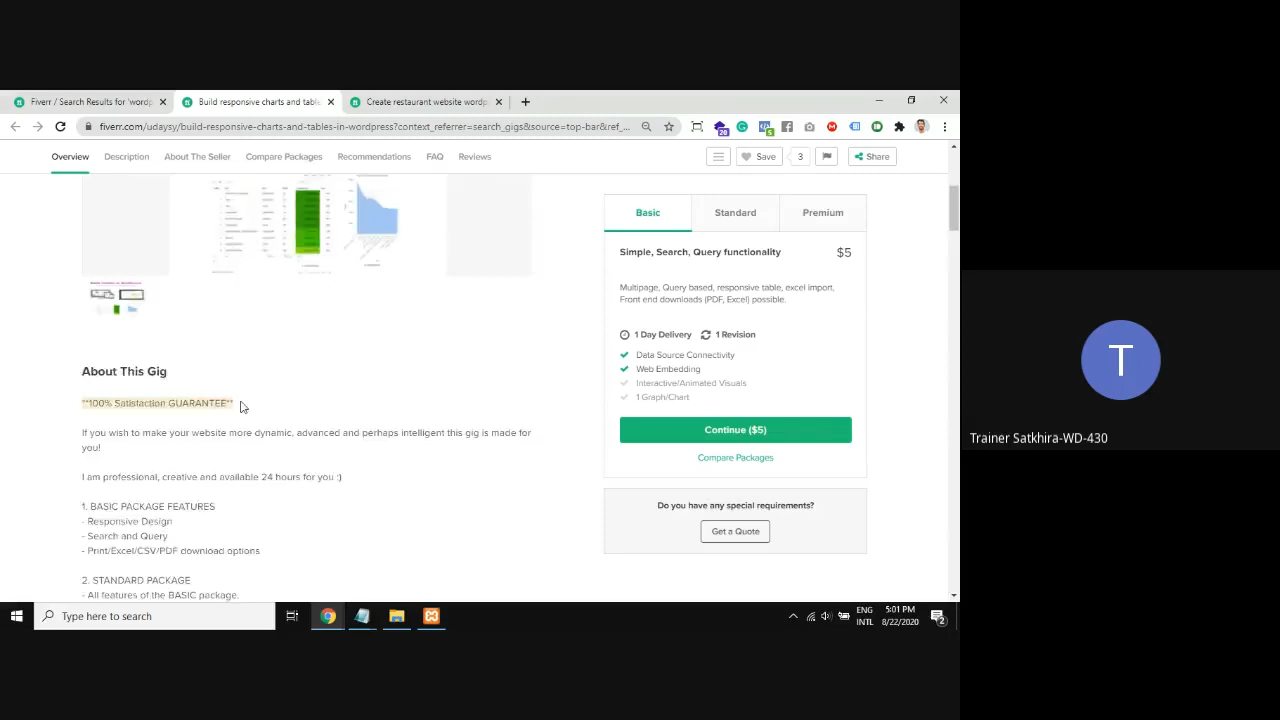 Fiverr / Search Results for 'wordp
Build responsive charts and table
Create restaurant website wordp
fiverr.com/udaysy/build-responsive-charts-and-tables-in-wordpress?context_referrer=search_gigs&source=top-bar&ref_...
20
5
Overview
Description
About The Seller
Compare Packages
Recommendations
FAQ
Reviews
Save
3
Share
Basic
Standard
Premium
Simple, Search, Query functionality
$5
Multipage, Query based, responsive table, excel import,
Front end downloads (PDF, Excel) possible.
1 Day Delivery
1 Revision
Data Source Connectivity
Web Embedding
Interactive/Animated Visuals
1 Graph/Chart
Continue ($5)
Compare Packages
Do you have any special requirements?
Get a Quote
About This Gig
**100% Satisfaction GUARANTEE**
If you wish to make your website more dynamic, advanced and perhaps intelligent this gig is made for
you!
I am professional, creative and available 24 hours for you :)
1. BASIC PACKAGE FEATURES
- Responsive Design
- Search and Query
- Print/Excel/CSV/PDF download options
2. STANDARD PACKAGE
- All features of the BASIC package.
Type here to search
ENG
INTL
5:01 PM
8/22/2020
2
T
Trainer Satkhira-WD-430